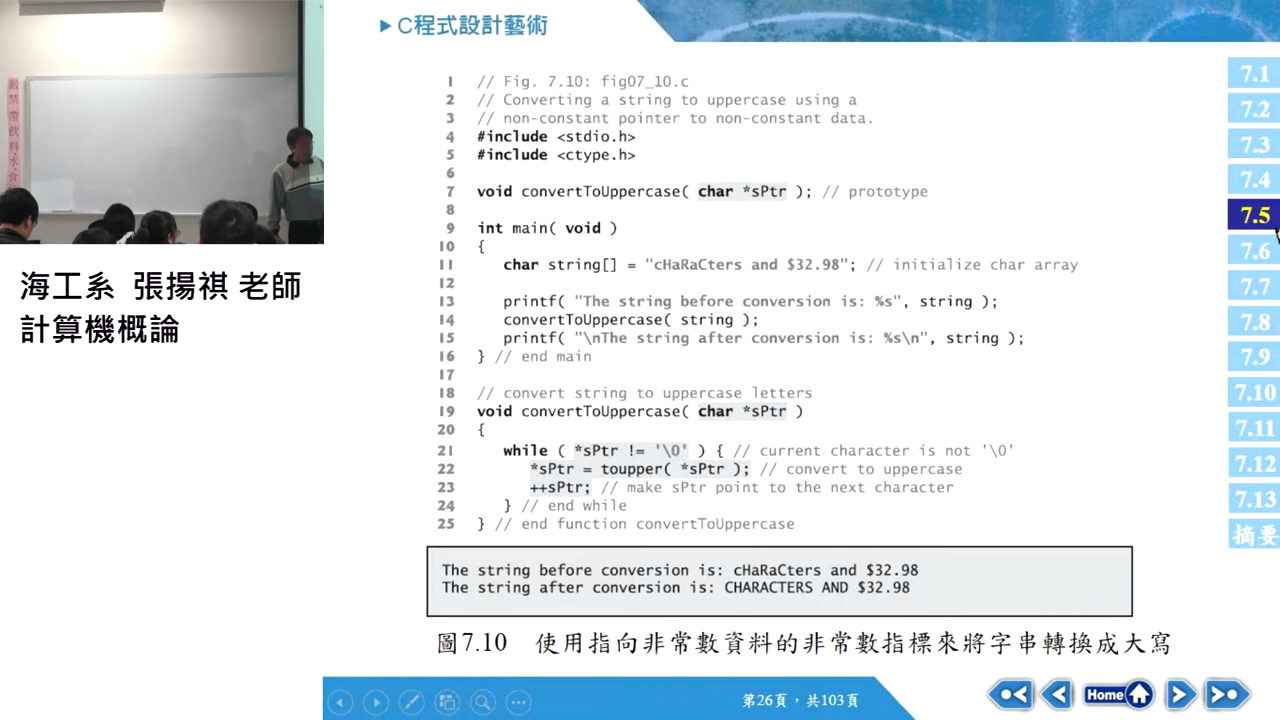 C程式設計藝術
嚴禁帶飲料.水.食
海工系 張揚祺 老師
計算機概論
1 // Fig. 7.10: fig07_10.c
2 // Converting a string to uppercase using a
3 // non-constant pointer to non-constant data.
4 #include <stdio.h>
5 #include <ctype.h>
6
7 void convertToUppercase( char *sPtr ); // prototype
8
9 int main( void )
10 {
11 char string[] = "cHaRaCters and $32.98"; // initialize char array
12
13 printf( "The string before conversion is: %s", string );
14 convertToUppercase( string );
15 printf( "\nThe string after conversion is: %s\n", string );
16 } // end main
17
18 // convert string to uppercase letters
19 void convertToUppercase( char *sPtr )
20 {
21 while ( *sPtr != '\0' ) { // current character is not '\0'
22 *sPtr = toupper( *sPtr ); // convert to uppercase
23 ++sPtr; // make sPtr point to the next character
24 } // end while
25 } // end function convertToUppercase
The string before conversion is: cHaRaCters and $32.98
The string after conversion is: CHARACTERS AND $32.98
圖7.10 使用指向非常數資料的非常數指標來將字串轉換成大寫
7.1
7.2
7.3
7.4
7.5
7.6
7.7
7.8
7.9
7.10
7.11
7.12
7.13
摘要
第26頁，共103頁
Home